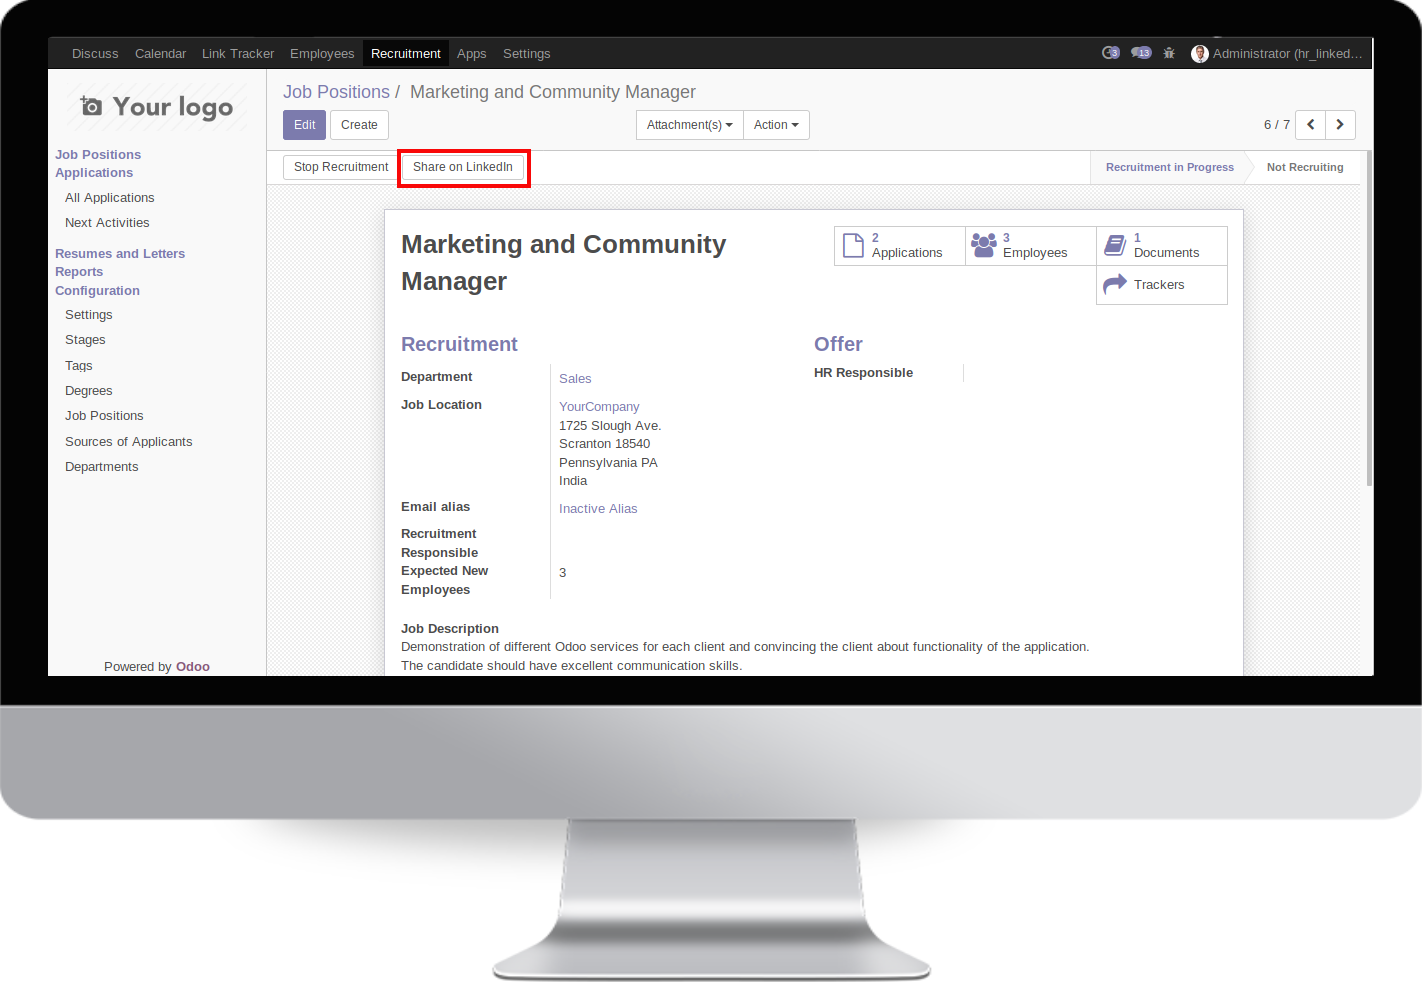 Discuss Calendar Link Tracker Employees Recruitment Apps Settings 3 13 Administrator (hr_linked...
Your logo
Job Positions / Marketing and Community Manager
Edit Create Attachment(s) Action 6 / 7
Stop Recruitment Share on LinkedIn Recruitment in Progress Not Recruiting
Job Positions
Applications
All Applications
Next Activities
Resumes and Letters
Reports
Configuration
Settings
Stages
Tags
Degrees
Job Positions
Sources of Applicants
Departments
Powered by Odoo
Marketing and Community
Manager
2
Applications
3
Employees
1
Documents
Trackers
Recruitment
Department Sales
Job Location YourCompany
1725 Slough Ave.
Scranton 18540
Pennsylvania PA
India
Email alias Inactive Alias
Recruitment
Responsible
Expected New
Employees 3
Offer
HR Responsible
Job Description
Demonstration of different Odoo services for each client and convincing the client about functionality of the application.
The candidate should have excellent communication skills.